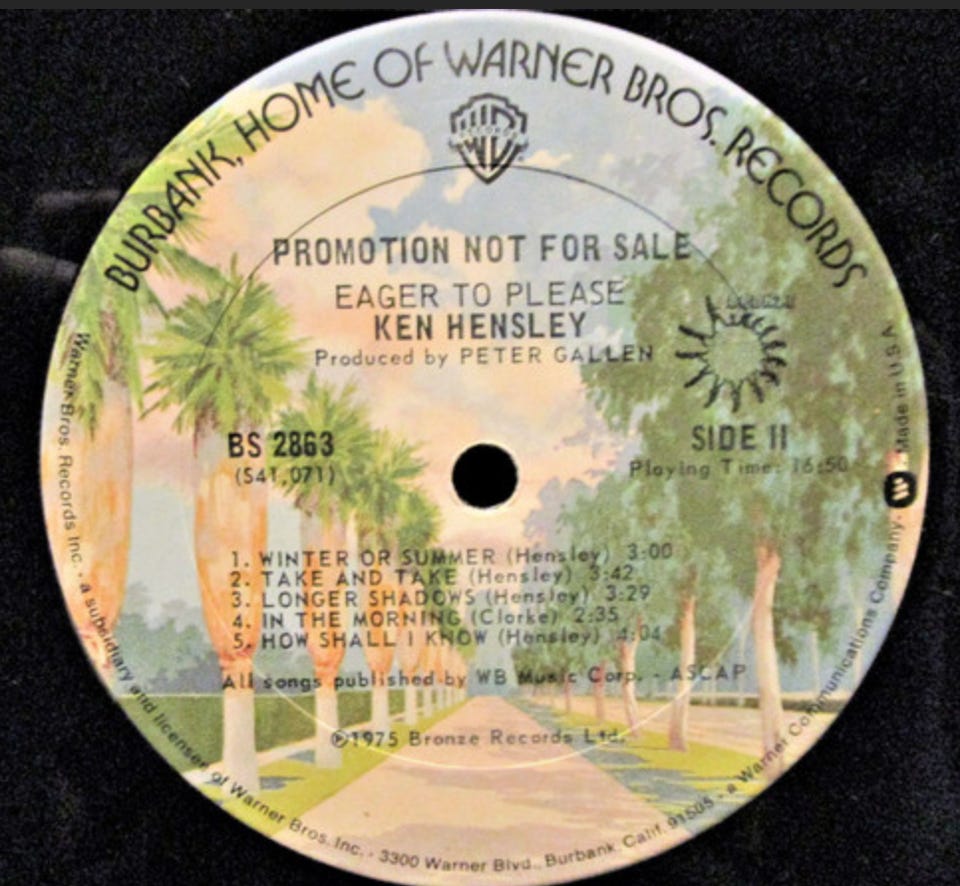 BURBANK, HOME OF WARNER BROS. RECORDS
RECORDS
PROMOTION NOT FOR SALE
EAGER TO PLEASE
KEN HENSLEY
Produced by PETER GALLEN
BS 2863
(S41,071)
SIDE II
Playing Time: 16:50
1. WINTER OR SUMMER (Hensley) 3:00
2. TAKE AND TAKE (Hensley) 3:42
3. LONGER SHADOWS (Hensley) 3:29
4. IN THE MORNING (Clarke) 2:35
5. HOW SHALL I KNOW (Hensley) 4:04
All songs published by WB Music Corp. - ASCAP
℗1975 Bronze Records Ltd.
Warner Bros. Records Inc. - a subsidiary and licensee of Warner Bros. Inc. - 3300 Warner Blvd., Burbank, Calif. 91505 - a Warner Communications Company. Made in U.S.A.